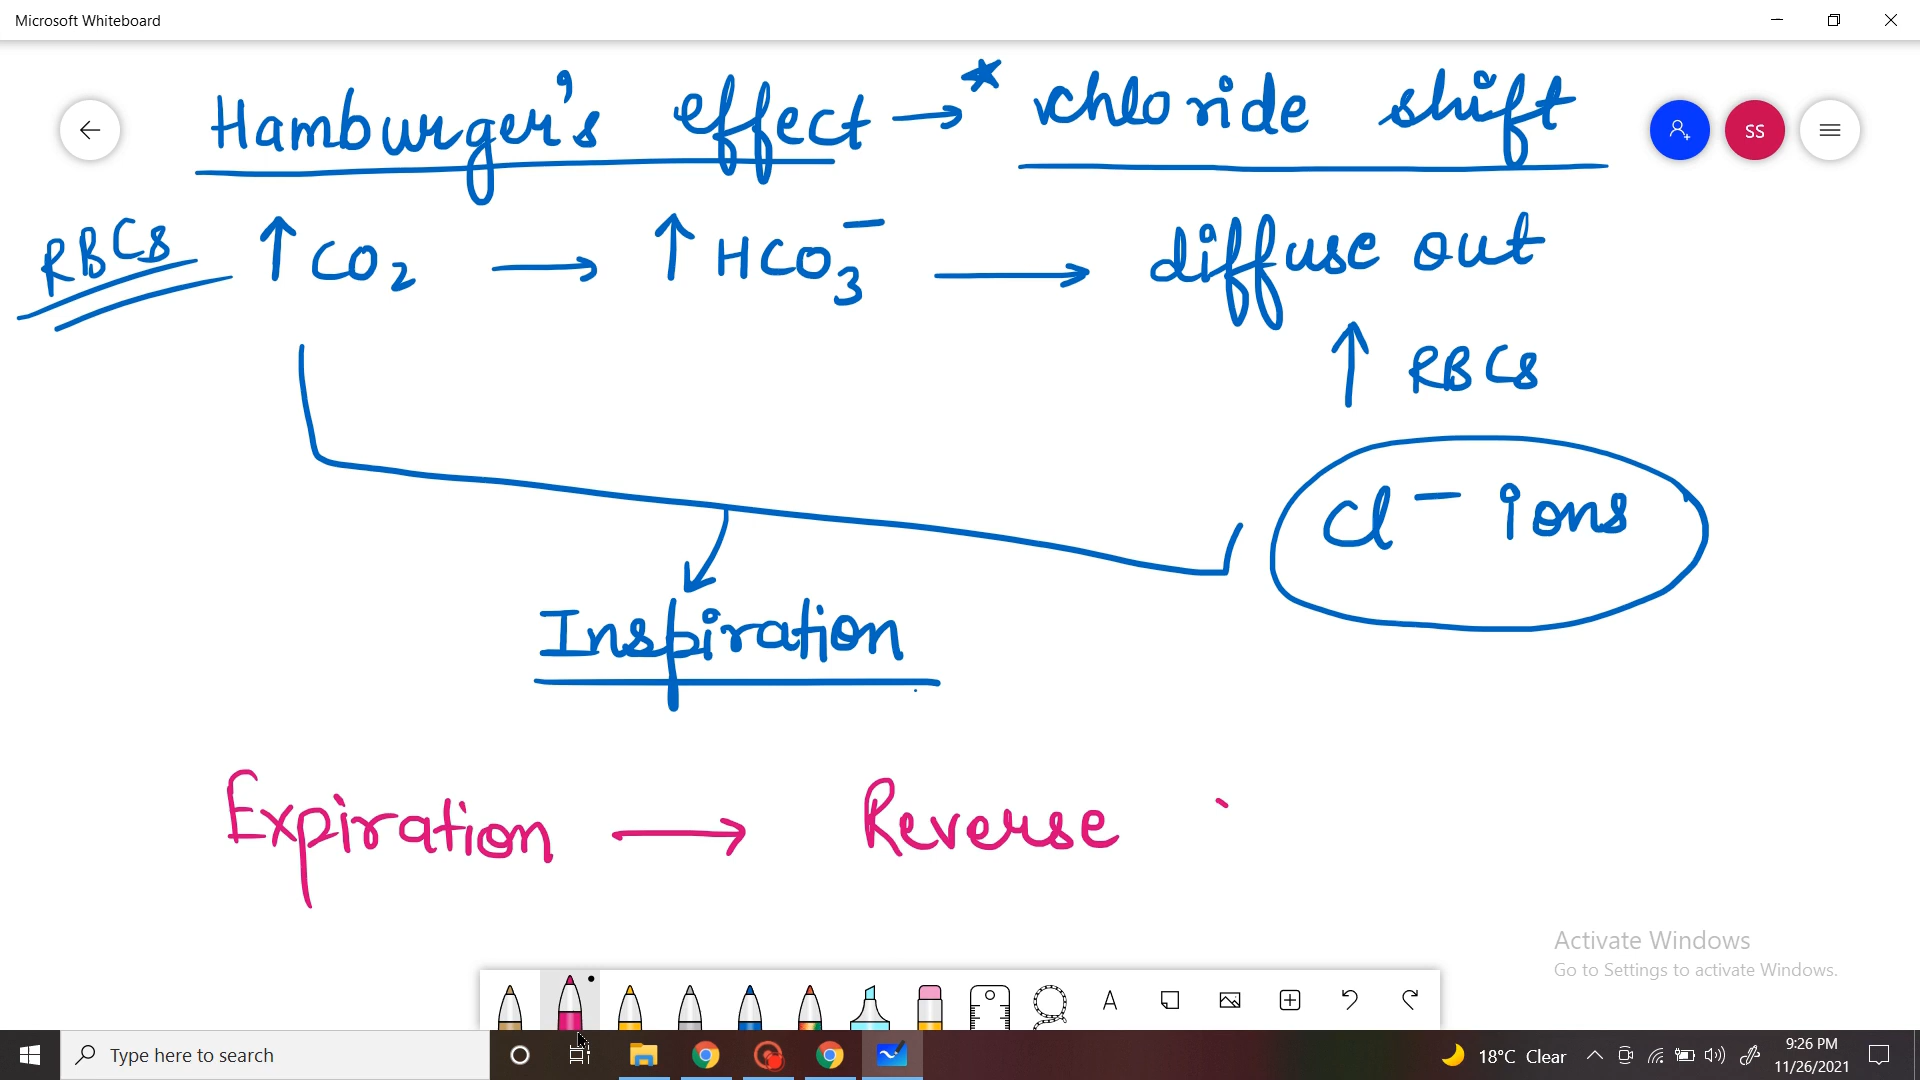 Microsoft Whiteboard
Hamburger's effect → * chloride shift
SS
RBCs ↑ CO₂ → ↑ HCO₃⁻ → diffuse out
↑ RBCs
Cl⁻ ions
Inspiration
Expiration → Reverse
Activate Windows
Go to Settings to activate Windows.
A
Type here to search
18°C Clear
9:26 PM
11/26/2021